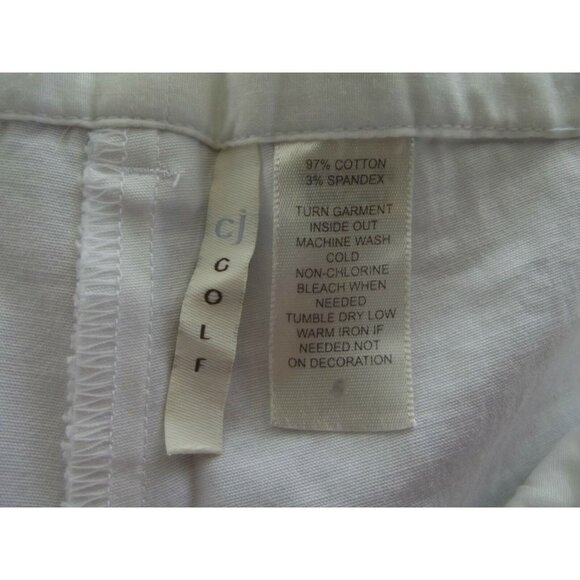 cj
GOLF
97% COTTON
3% SPANDEX
TURN GARMENT
INSIDE OUT
MACHINE WASH
COLD
NON-CHLORINE
BLEACH WHEN
NEEDED
TUMBLE DRY LOW
WARM IRON IF
NEEDED.NOT
ON DECORATION
4